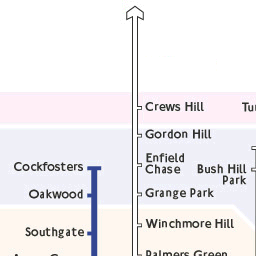 Crews Hill
Gordon Hill
Enfield
Chase
Cockfosters
Bush Hill
Park
Oakwood
Grange Park
Winchmore Hill
Southgate
Palmers Green